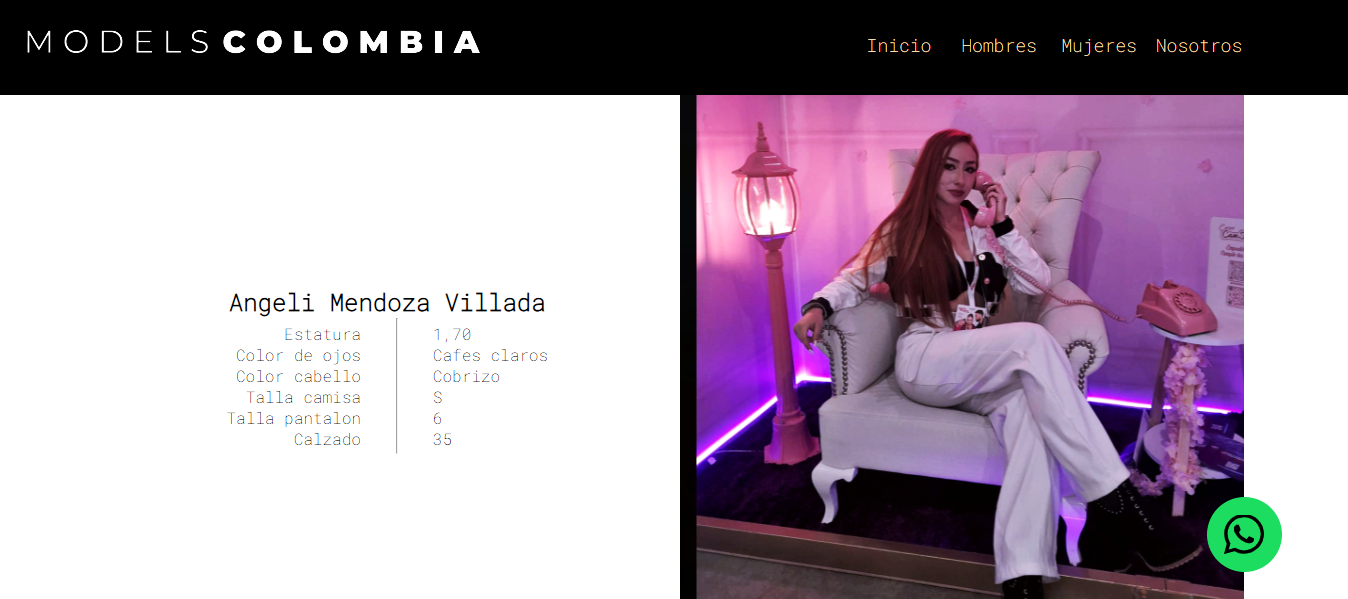 MODELS COLOMBIA
Inicio Hombres Mujeres Nosotros
Angeli Mendoza Villada
Estatura 1,70
Color de ojos Cafes claros
Color cabello Cobrizo
Talla camisa S
Talla pantalon 6
Calzado 35